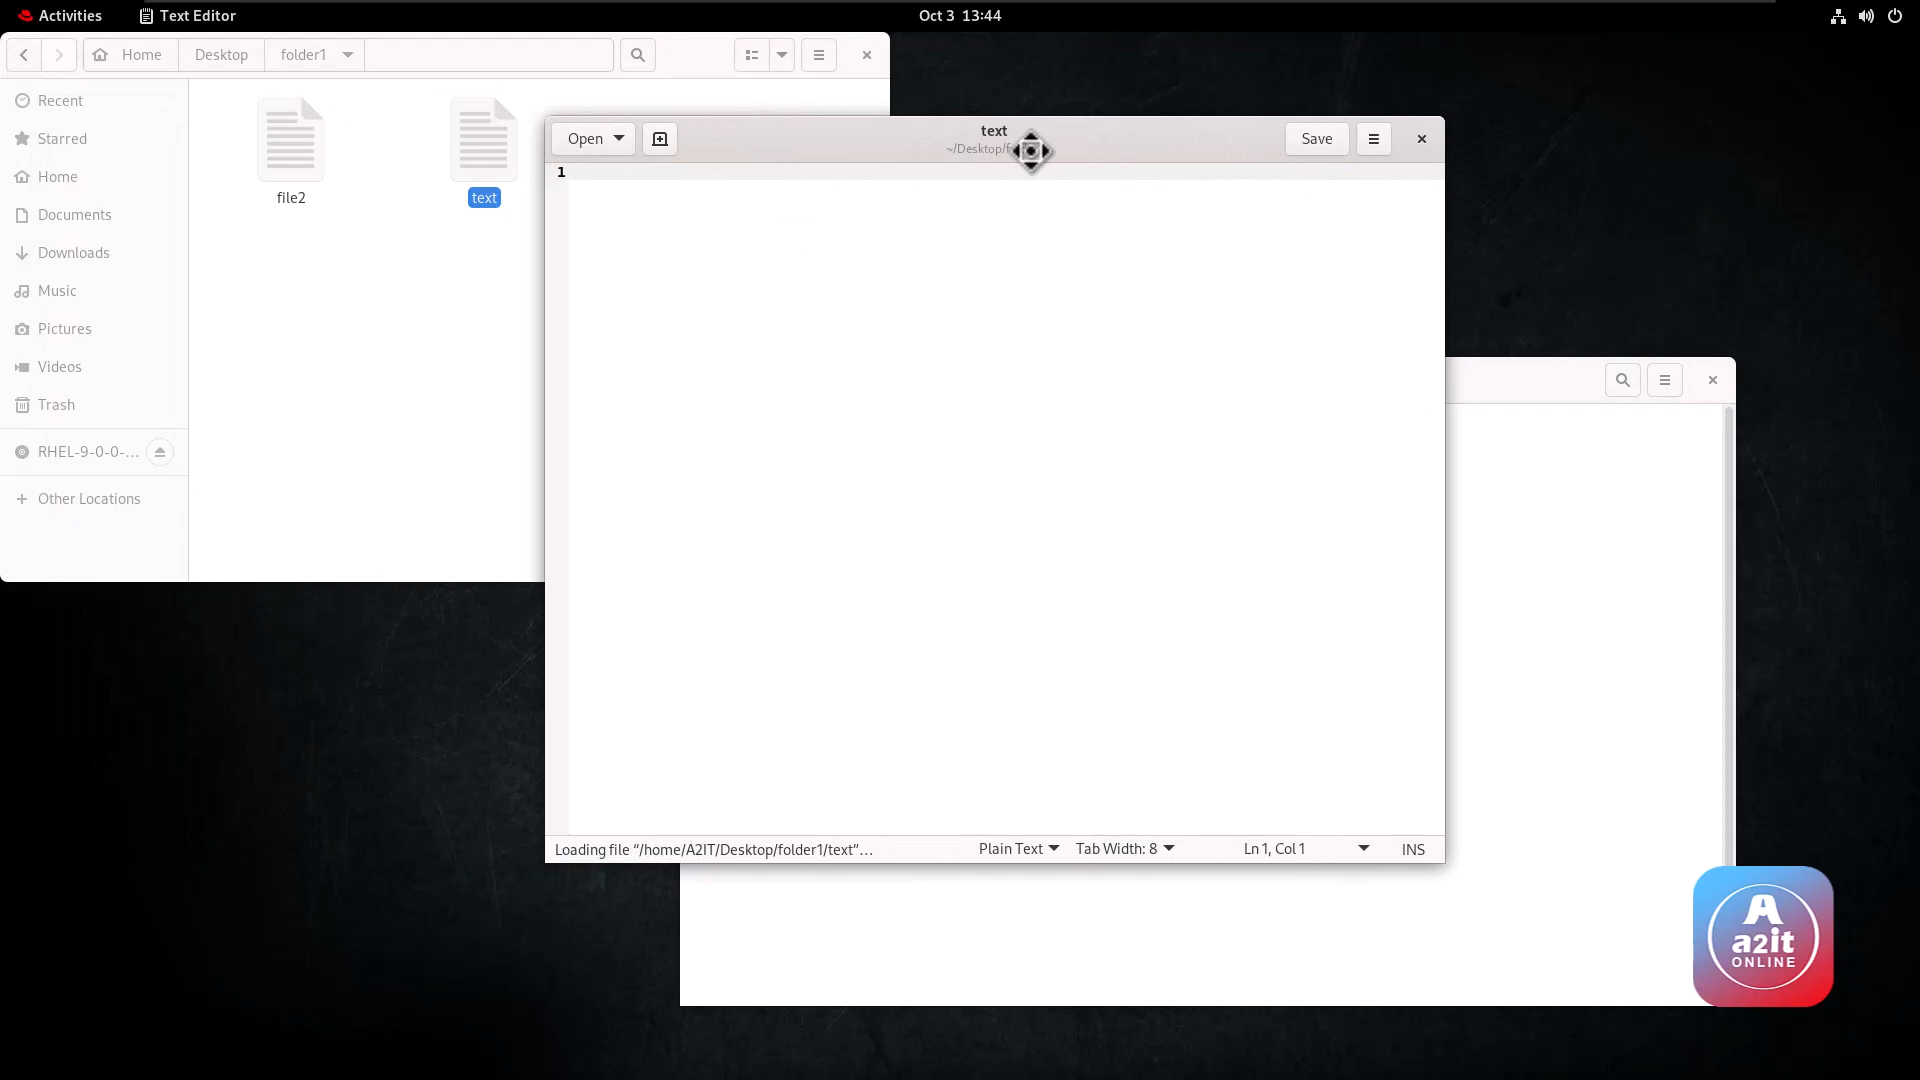 Activities
Text Editor
Oct 3 13:44
Home
Desktop
folder1
Recent
Starred
Home
Documents
Downloads
Music
Pictures
Videos
Trash
RHEL-9-0-0-...
Other Locations
file2
text
Open
text
~/Desktop/f
Save
1
Loading file “/home/A2IT/Desktop/folder1/text”...
Plain Text
Tab Width: 8
Ln 1, Col 1
INS
A
a2it
ONLINE